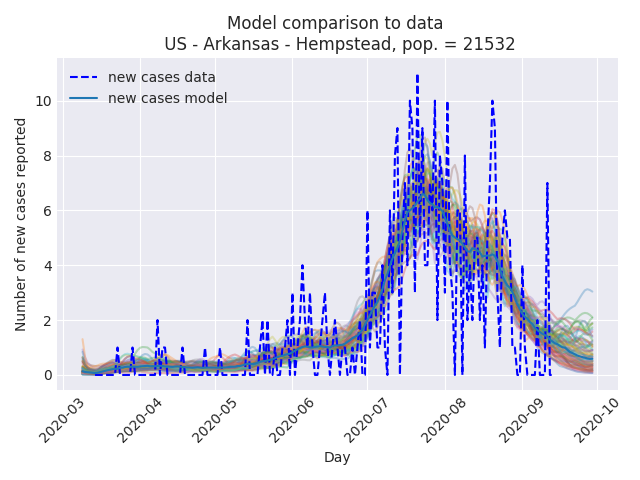 Model comparison to data
US - Arkansas - Hempstead, pop. = 21532
new cases data
new cases model
Number of new cases reported
10
8
6
4
2
0
2020-03
2020-04
2020-05
2020-06
2020-07
2020-08
2020-09
2020-10
Day